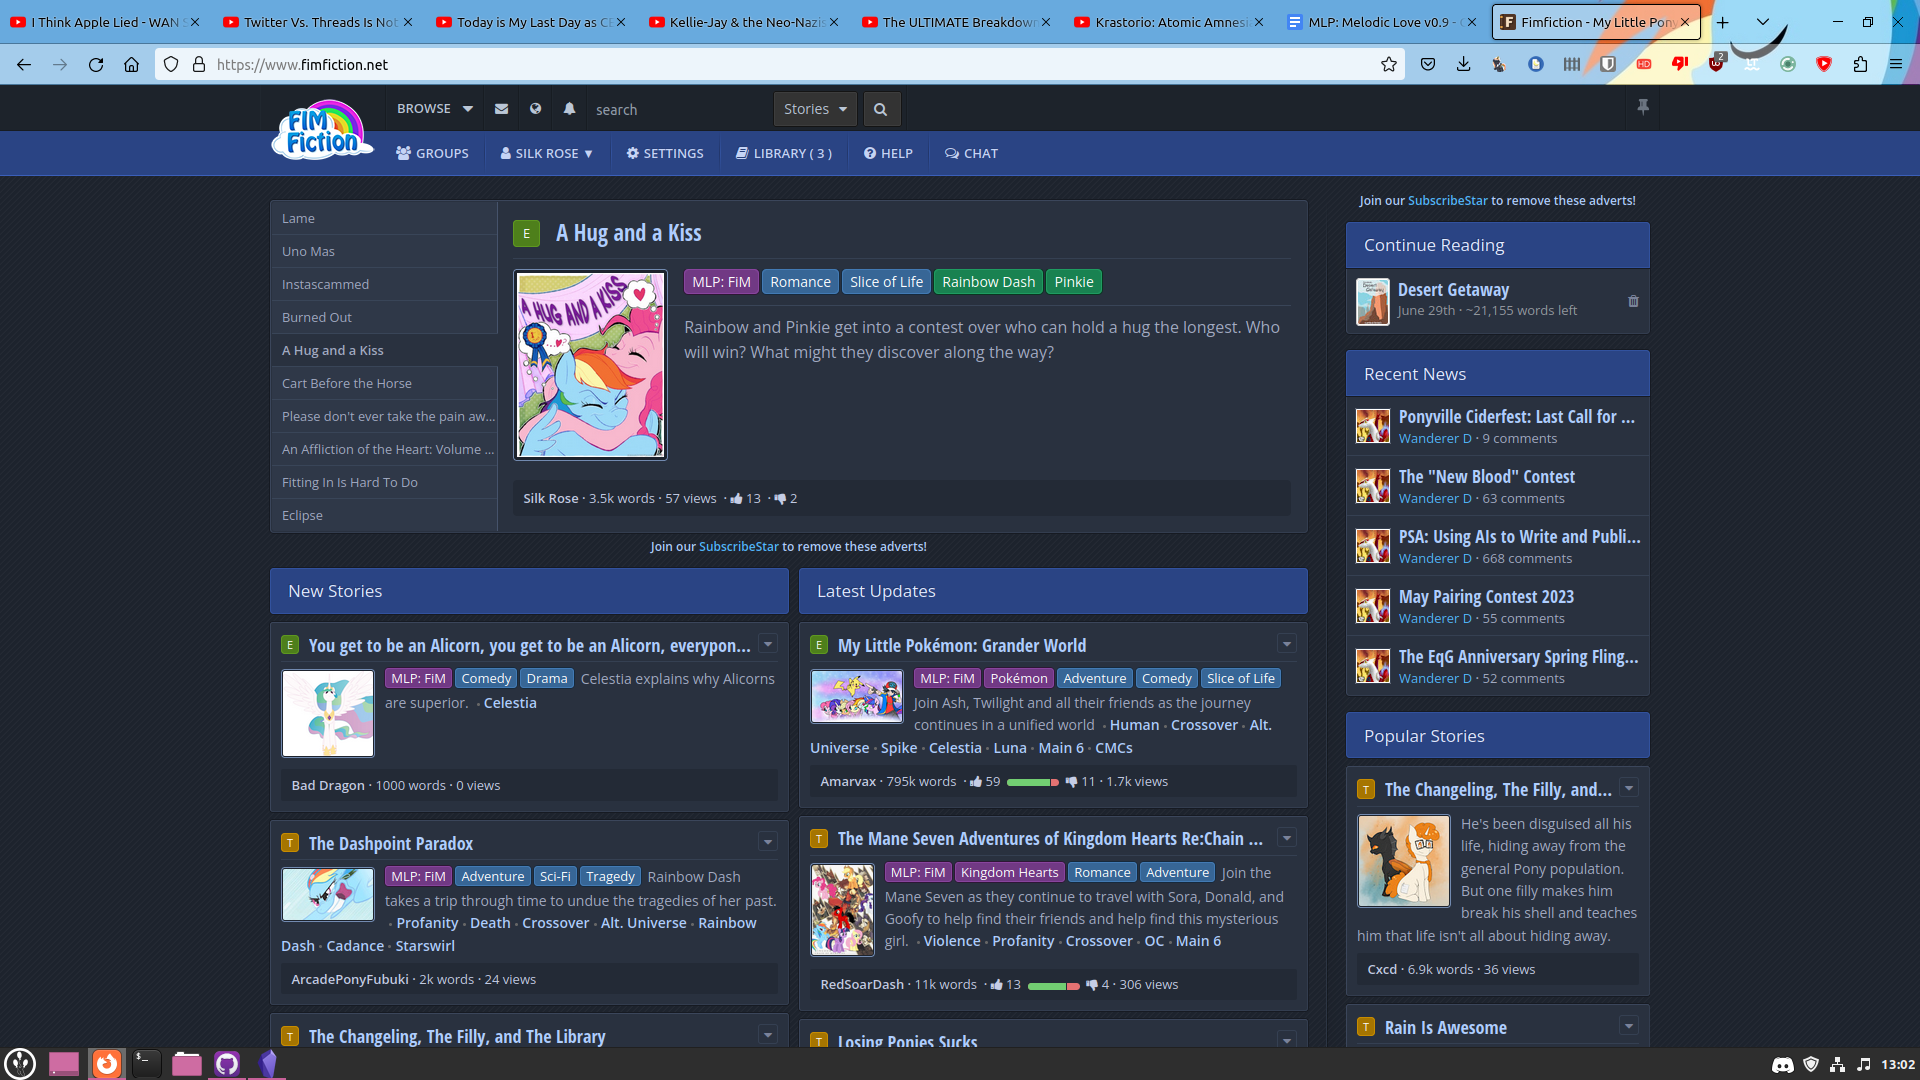 I Think Apple Lied - WAN S
Twitter Vs. Threads Is Not
Today is My Last Day as CE
Kellie-Jay & the Neo-Nazis
The ULTIMATE Breakdown
Krastorio: Atomic Amnesia
MLP: Melodic Love v0.9 - G
Fimfiction - My Little Pony
https://www.fimfiction.net
HD
2
FIM Fiction
BROWSE
search
Stories
GROUPS
SILK ROSE
SETTINGS
LIBRARY ( 3 )
HELP
CHAT
Lame
Uno Mas
Instascammed
Burned Out
A Hug and a Kiss
Cart Before the Horse
Please don't ever take the pain aw...
An Affliction of the Heart: Volume ...
Fitting In Is Hard To Do
Eclipse
E A Hug and a Kiss
A HUG AND A KISS
MLP: FiM Romance Slice of Life Rainbow Dash Pinkie
Rainbow and Pinkie get into a contest over who can hold a hug the longest. Who
will win? What might they discover along the way?
Silk Rose · 3.5k words · 57 views · 13 · 2
Join our SubscribeStar to remove these adverts!
New Stories
E You get to be an Alicorn, you get to be an Alicorn, everypon...
MLP: FiM Comedy Drama Celestia explains why Alicorns
are superior. · Celestia
Bad Dragon · 1000 words · 0 views
T The Dashpoint Paradox
MLP: FiM Adventure Sci-Fi Tragedy Rainbow Dash
takes a trip through time to undue the tragedies of her past.
· Profanity · Death · Crossover · Alt. Universe · Rainbow
Dash · Cadance · Starswirl
ArcadePonyFubuki · 2k words · 24 views
T The Changeling, The Filly, and The Library
Latest Updates
E My Little Pokémon: Grander World
MLP: FiM Pokémon Adventure Comedy Slice of Life
Join Ash, Twilight and all their friends as the journey
continues in a unified world · Human · Crossover · Alt.
Universe · Spike · Celestia · Luna · Main 6 · CMCs
Amarvax · 795k words · 59 11 · 1.7k views
T The Mane Seven Adventures of Kingdom Hearts Re:Chain ...
MLP: FiM Kingdom Hearts Romance Adventure Join the
Mane Seven as they continue to travel with Sora, Donald, and
Goofy to help find their friends and help find this mysterious
girl. · Violence · Profanity · Crossover · OC · Main 6
RedSoarDash · 11k words · 13 4 · 306 views
T Losing Ponies Sucks
Join our SubscribeStar to remove these adverts!
Continue Reading
Desert Getaway
June 29th · ~21,155 words left
Recent News
Ponyville Ciderfest: Last Call for ...
Wanderer D · 9 comments
The "New Blood" Contest
Wanderer D · 63 comments
PSA: Using AIs to Write and Publi...
Wanderer D · 668 comments
May Pairing Contest 2023
Wanderer D · 55 comments
The EqG Anniversary Spring Fling...
Wanderer D · 52 comments
Popular Stories
T The Changeling, The Filly, and...
He's been disguised all his
life, hiding away from the
general Pony population.
But one filly makes him
break his shell and teaches
him that life isn't all about hiding away.
Cxcd · 6.9k words · 36 views
T Rain Is Awesome
13:02